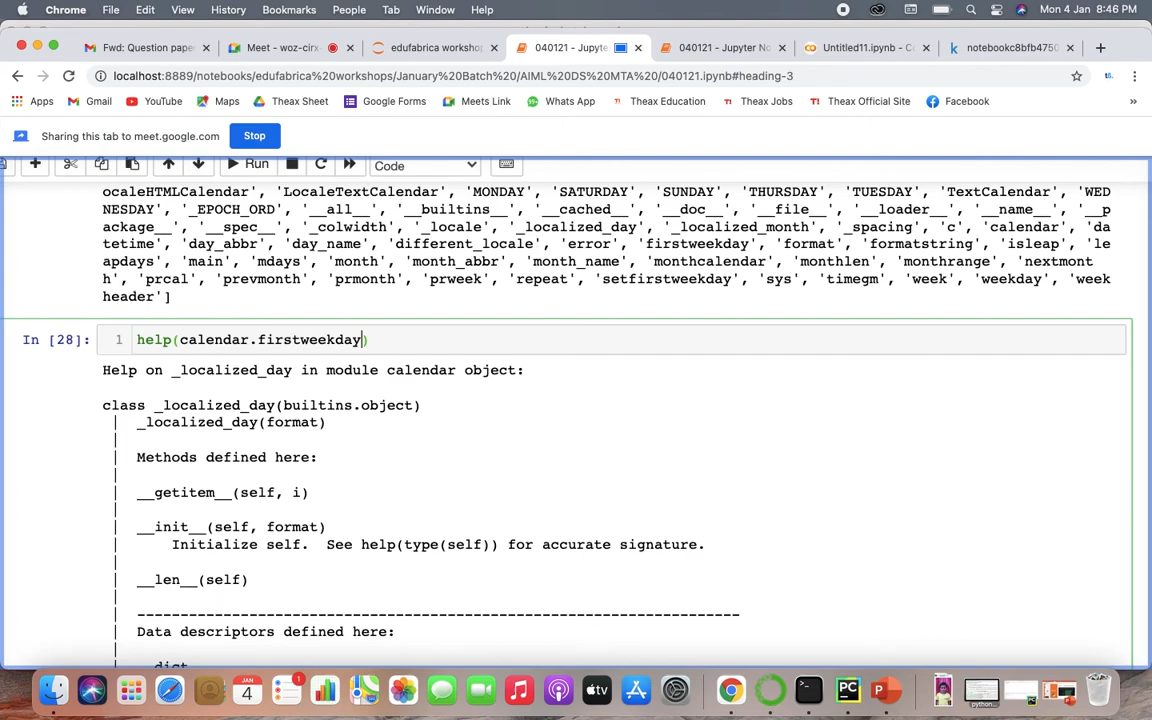 Chrome File Edit View History Bookmarks People Tab Window Help Mon 4 Jan 8:46 PM
Fwd: Question pape Meet - woz-cirx edufabrica worksho 040121 - Jupyte 040121 - Jupyter No Untitled11.ipynb - C notebookc8bfb4750
localhost:8889/notebooks/edufabrica%20workshops/January%20Batch%20/AIML%20DS%20MTA%20/040121.ipynb#heading-3
Apps Gmail YouTube Maps Theax Sheet Google Forms Meets Link Whats App Theax Education Theax Jobs Theax Official Site Facebook »
Sharing this tab to meet.google.com Stop
Run Code
ocaleHTMLCalendar', 'LocaleTextCalendar', 'MONDAY', 'SATURDAY', 'SUNDAY', 'THURSDAY', 'TUESDAY', 'TextCalendar', 'WED
NESDAY', '_EPOCH_ORD', '__all__', '__builtins__', '__cached__', '__doc__', '__file__', '__loader__', '__name__', '__p
ackage__', '__spec__', '_colwidth', '_locale', '_localized_day', '_localized_month', '_spacing', 'c', 'calendar', 'da
tetime', 'day_abbr', 'day_name', 'different_locale', 'error', 'firstweekday', 'format', 'formatstring', 'isleap', 'le
apdays', 'main', 'mdays', 'month', 'month_abbr', 'month_name', 'monthcalendar', 'monthlen', 'monthrange', 'nextmont
h', 'prcal', 'prevmonth', 'prmonth', 'prweek', 'repeat', 'setfirstweekday', 'sys', 'timegm', 'week', 'weekday', 'week
header']
In [28]: 1 help(calendar.firstweekday)
Help on _localized_day in module calendar object:
class _localized_day(builtins.object)
| _localized_day(format)
|
| Methods defined here:
|
| __getitem__(self, i)
|
| __init__(self, format)
| Initialize self. See help(type(self)) for accurate signature.
|
| __len__(self)
|
| ----------------------------------------------------------------------
| Data descriptors defined here:
|
| __dict__
JAN 4 1 tv PC P python